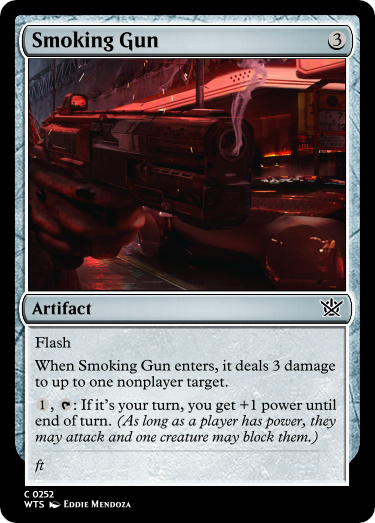 Smoking Gun 3
Artifact
Flash
When Smoking Gun enters, it deals 3 damage
to up to one nonplayer target.
1, : If it's your turn, you get +1 power until
end of turn. (As long as a player has power, they
may attack and one creature may block them.)
ft
C 0252
WTS Eddie Mendoza